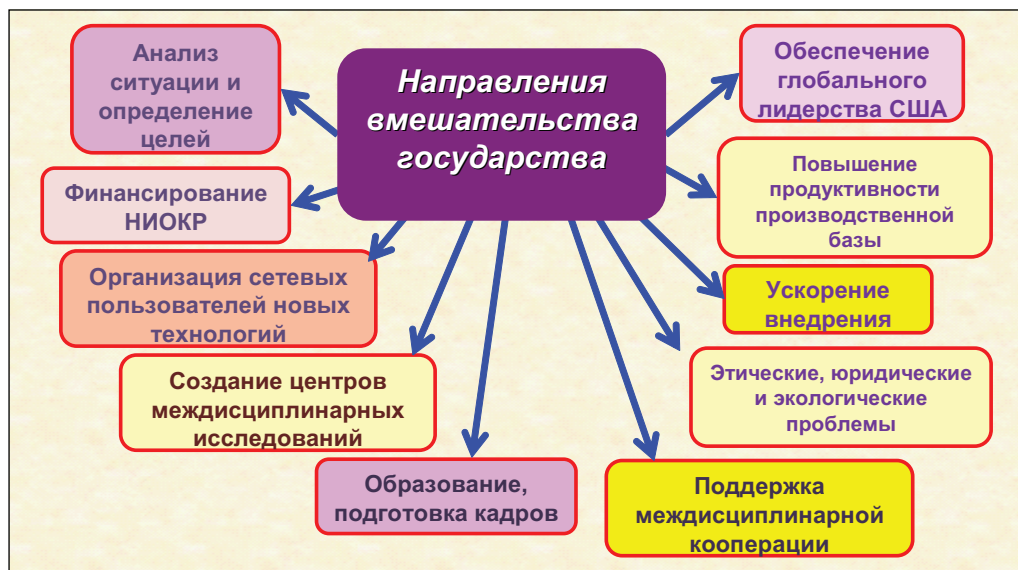 Направления
вмешательства
государства
Анализ
ситуации и
определение
целей
Финансирование
НИОКР
Организация сетевых
пользователей новых
технологий
Создание центров
междисциплинарных
исследований
Образование,
подготовка кадров
Обеспечение
глобального
лидерства США
Повышение
продуктивности
производственной
базы
Ускорение
внедрения
Этические, юридические
и экологические
проблемы
Поддержка
междисциплинарной
кооперации